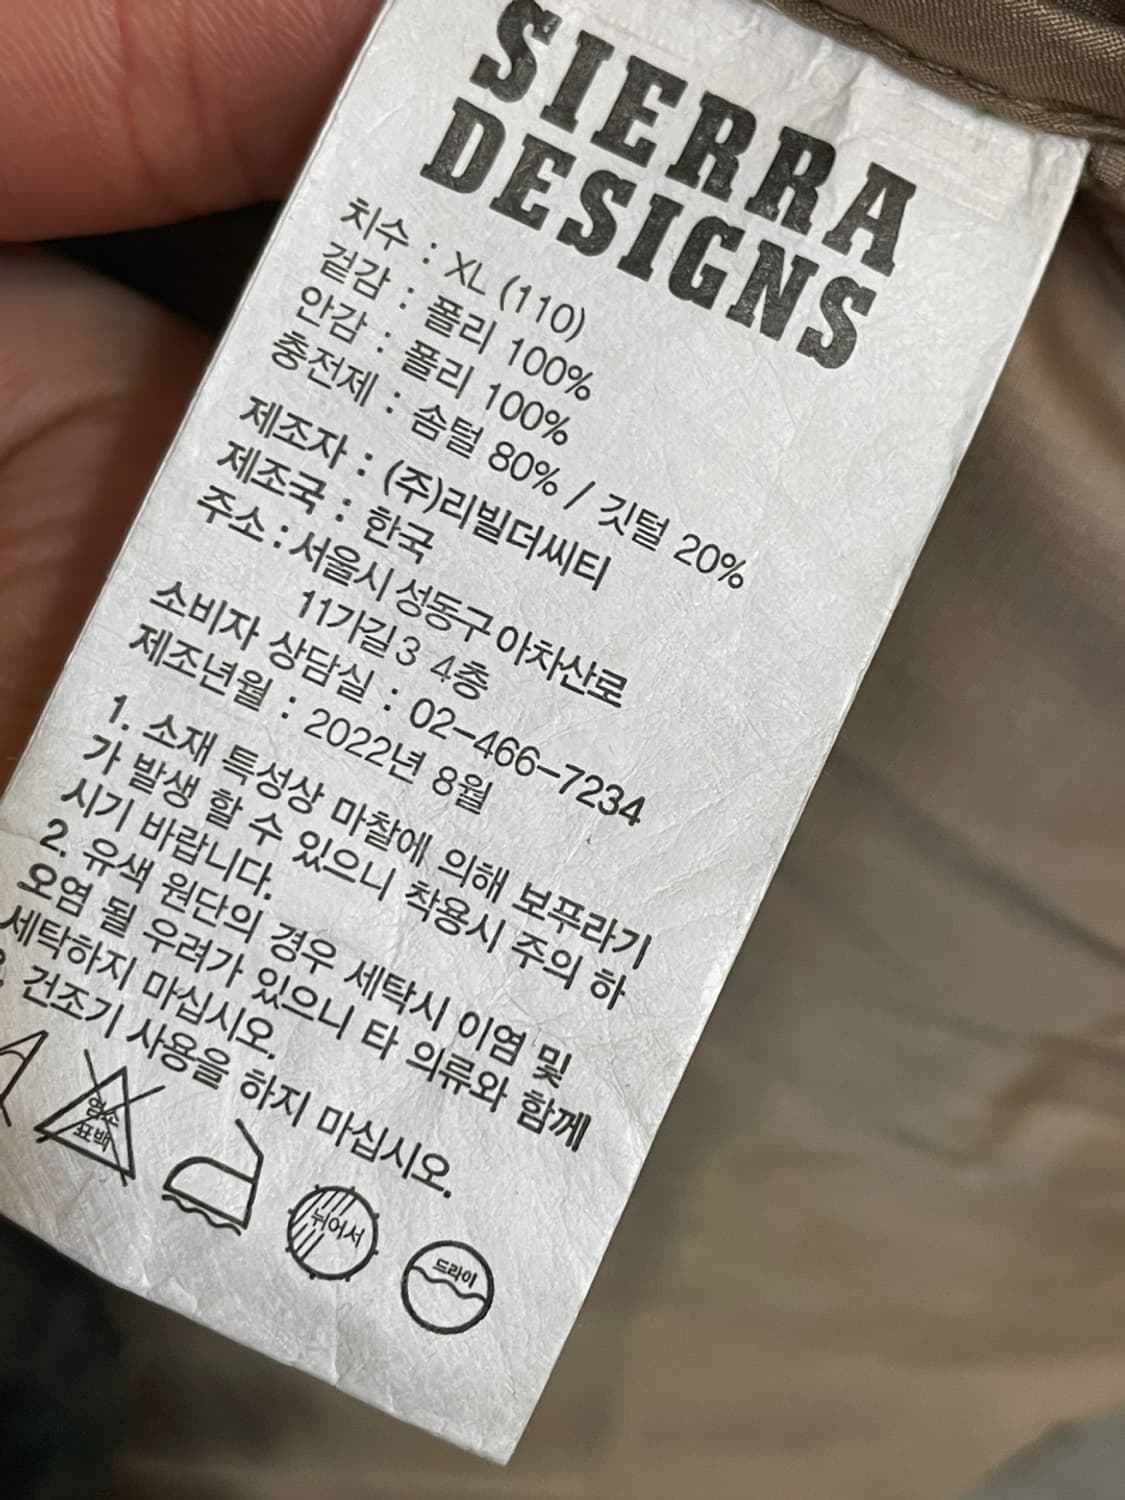 SIERRA
DESIGNS
치수 : XL (110)
겉감 : 폴리 100%
안감 : 폴리 100%
충전제 : 솜털 80% / 깃털 20%
제조자 : (주)리빌더씨티
제조국 : 한국
주소 : 서울시 성동구 아차산로
11가길3 4층
소비자 상담실 : 02-466-7234
제조년월 : 2022년 8월
1. 소재 특성상 마찰에 의해 보푸라기
가 발생 할 수 있으니 착용시 주의 하
시기 바랍니다.
2. 유색 원단의 경우 세탁시 이염 및
오염 될 우려가 있으니 타 의류와 함께
세탁하지 마십시오.
3. 건조기 사용을 하지 마십시오.
염소
표백
뉘어서
드라이